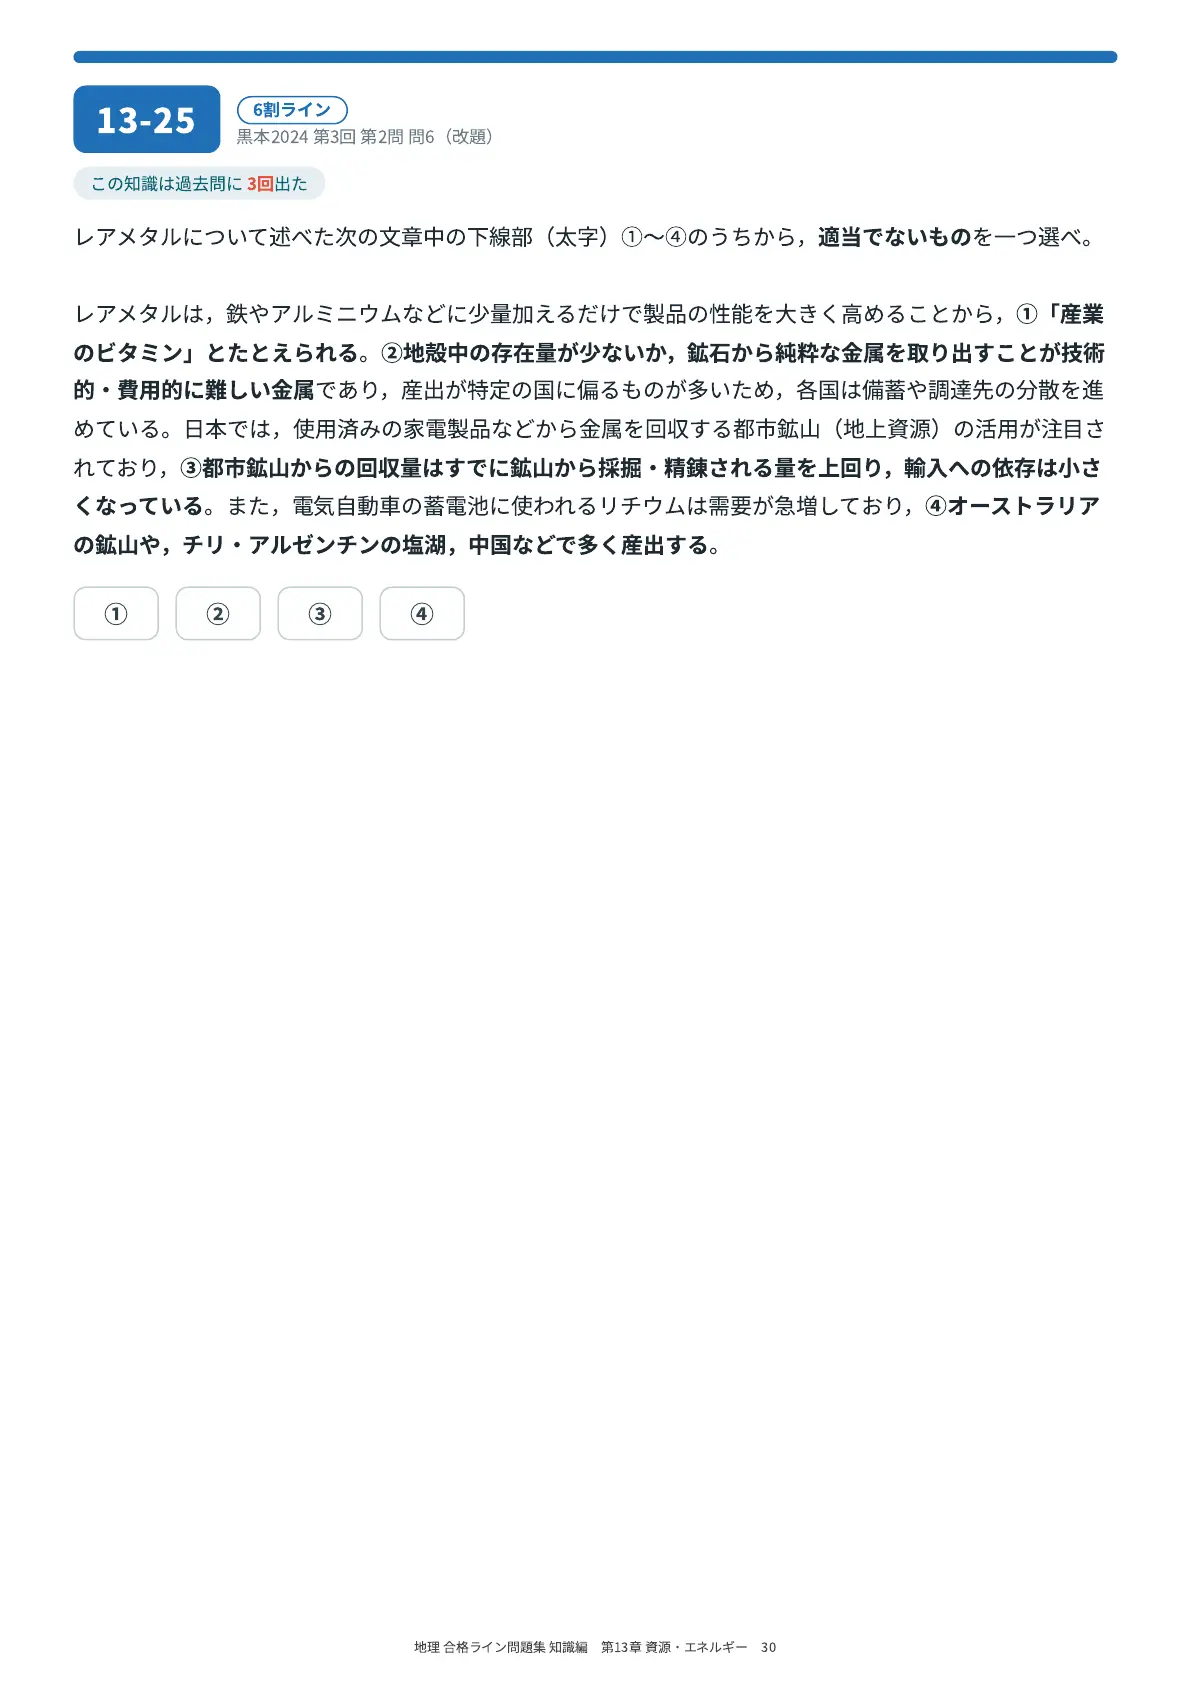 13-25
6割ライン
黒本2024 第3回 第2問 問6（改題）
この知識は過去問に 3回出た
レアメタルについて述べた次の文章中の下線部（太字）①〜④のうちから，適当でないものを一つ選べ。
レアメタルは，鉄やアルミニウムなどに少量加えるだけで製品の性能を大きく高めることから，①「産業
のビタミン」とたとえられる。②地殻中の存在量が少ないか，鉱石から純粋な金属を取り出すことが技術
的・費用的に難しい金属であり，産出が特定の国に偏るものが多いため，各国は備蓄や調達先の分散を進
めている。日本では，使用済みの家電製品などから金属を回収する都市鉱山（地上資源）の活用が注目さ
れており，③都市鉱山からの回収量はすでに鉱山から採掘・精錬される量を上回り，輸入への依存は小さ
くなっている。また，電気自動車の蓄電池に使われるリチウムは需要が急増しており，④オーストラリア
の鉱山や，チリ・アルゼンチンの塩湖，中国などで多く産出する。
① ② ③ ④
地理 合格ライン問題集 知識編　第13章 資源・エネルギー　30